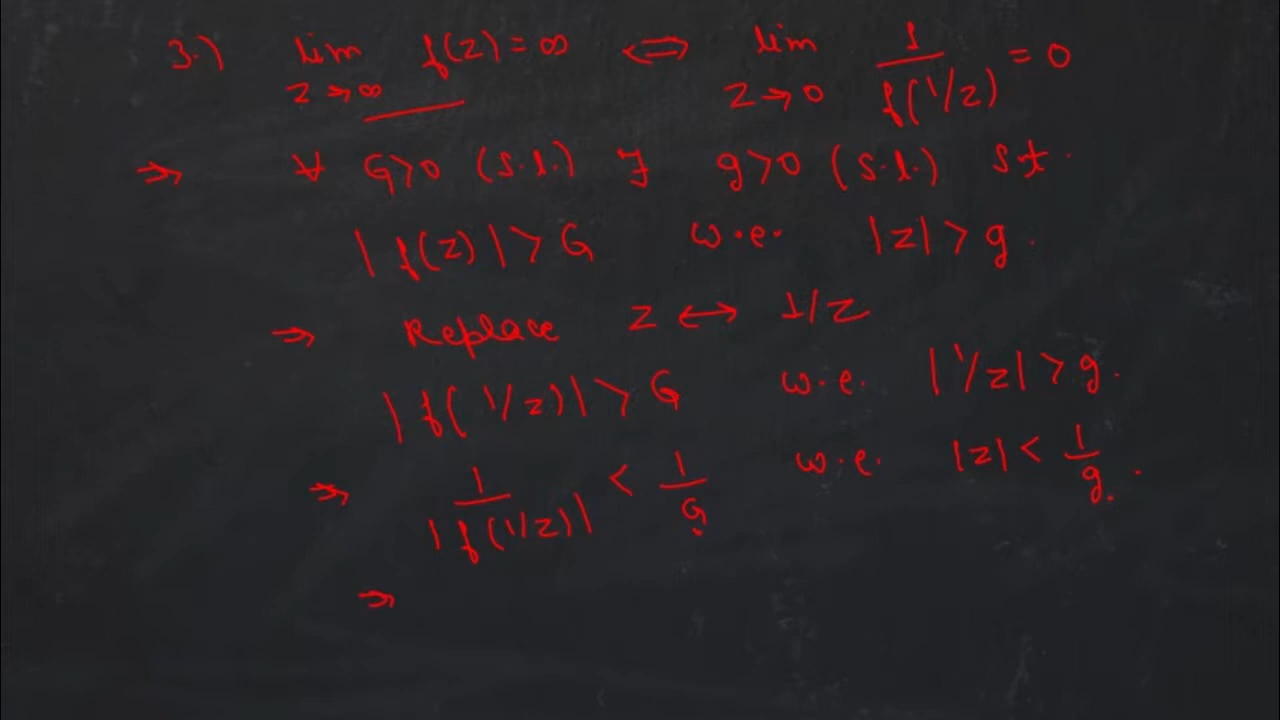 3.) lim z→∞ f(z) = ∞ ⇔ lim z→0 1/f(1/z) = 0
⇒ ∀ G>0 (s.l.) ∃ g>0 (s.l.) s.t.
|f(z)| > G w.e. |z| > g.
⇒ Replace z ↔ 1/z
|f(1/z)| > G w.e. |1/z| > g.
⇒ 1/|f(1/z)| < 1/G w.e. |z| < 1/g.
⇒